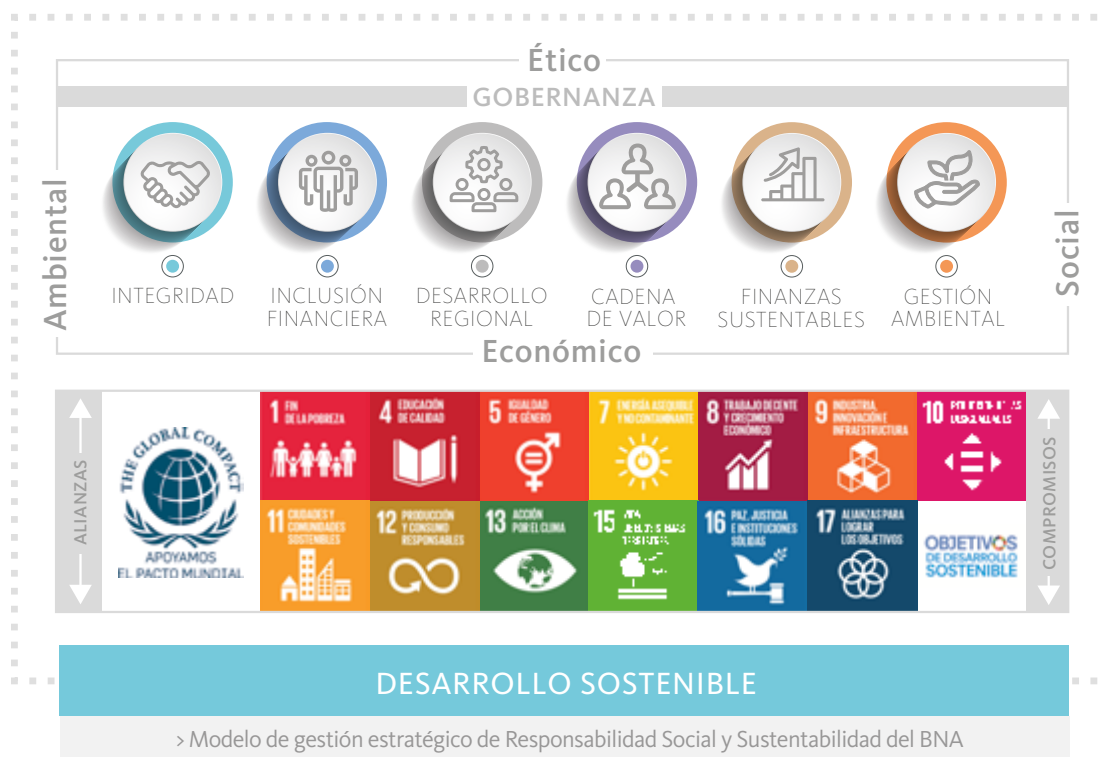 Ético
GOBERNANZA
Ambiental
Social
INTEGRIDAD
INCLUSIÓN
FINANCIERA
DESARROLLO
REGIONAL
CADENA
DE VALOR
FINANZAS
SUSTENTABLES
GESTIÓN
AMBIENTAL
Económico
ALIANZAS
THE GLOBAL COMPACT
APOYAMOS
EL PACTO MUNDIAL
1 FIN
DE LA POBREZA
4 EDUCACIÓN
DE CALIDAD
5 IGUALDAD
DE GÉNERO
7 ENERGÍA ASEQUIBLE
Y NO CONTAMINANTE
8 TRABAJO DECENTE
Y CRECIMIENTO
ECONÓMICO
9 INDUSTRIA,
INNOVACIÓN E
INFRAESTRUCTURA
10
11 CIUDADES Y
COMUNIDADES
SOSTENIBLES
12 PRODUCCIÓN
Y CONSUMO
RESPONSABLES
13 ACCIÓN
POR EL CLIMA
15
16 PAZ, JUSTICIA
E INSTITUCIONES
SÓLIDAS
17 ALIANZAS PARA
LOGRAR
LOS OBJETIVOS
OBJETIVOS
DE DESARROLLO
SOSTENIBLE
COMPROMISOS
DESARROLLO SOSTENIBLE
> Modelo de gestión estratégico de Responsabilidad Social y Sustentabilidad del BNA